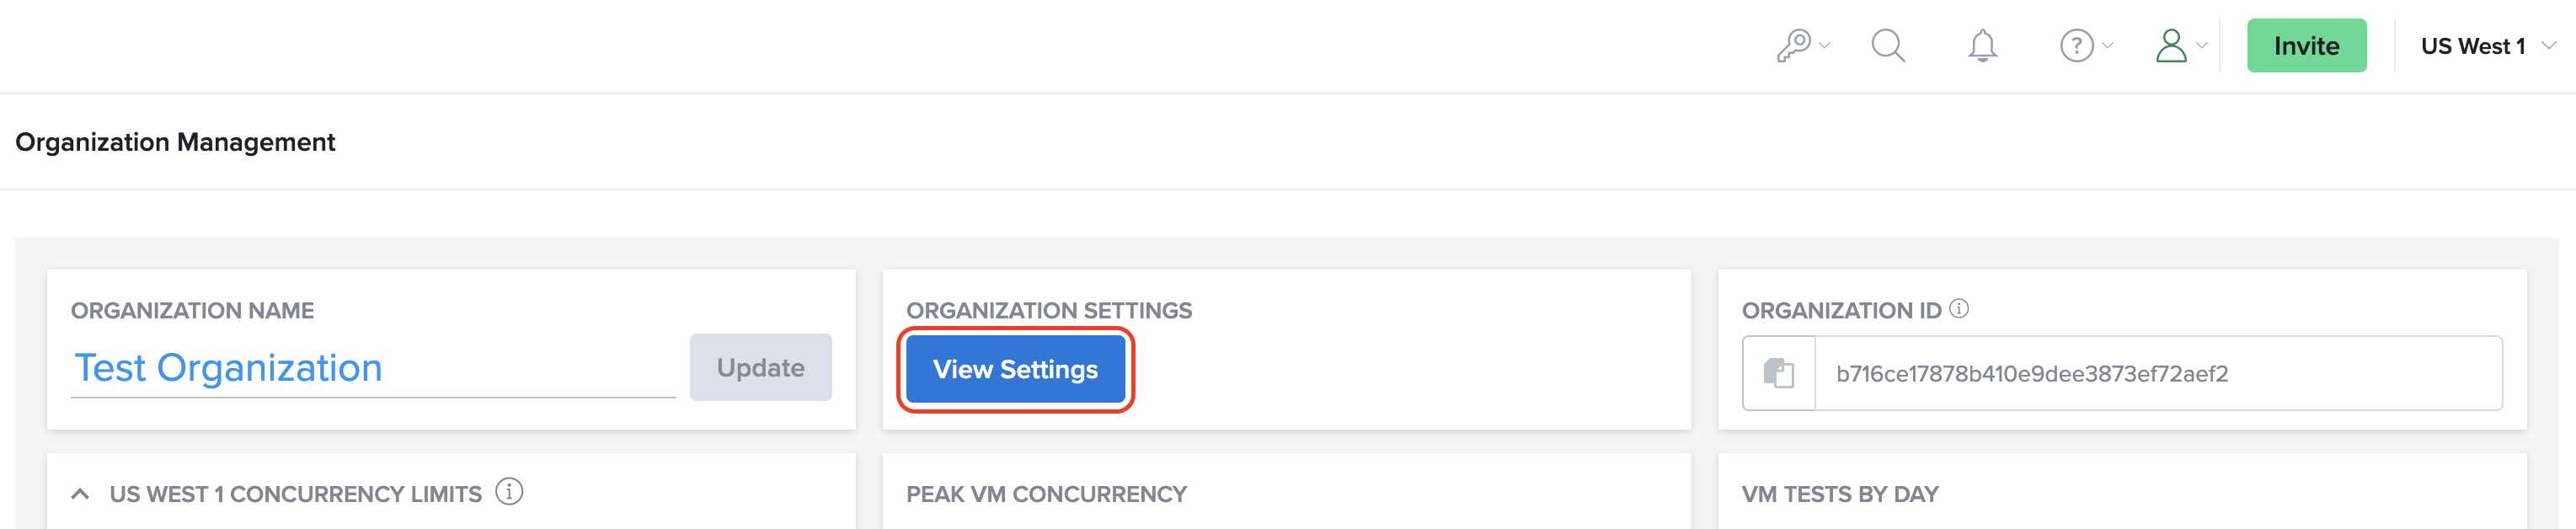 Invite
US West 1
Organization Management
ORGANIZATION NAME
Test Organization
Update
ORGANIZATION SETTINGS
View Settings
ORGANIZATION ID
b716ce17878b410e9dee3873ef72aef2
US WEST 1 CONCURRENCY LIMITS
PEAK VM CONCURRENCY
VM TESTS BY DAY